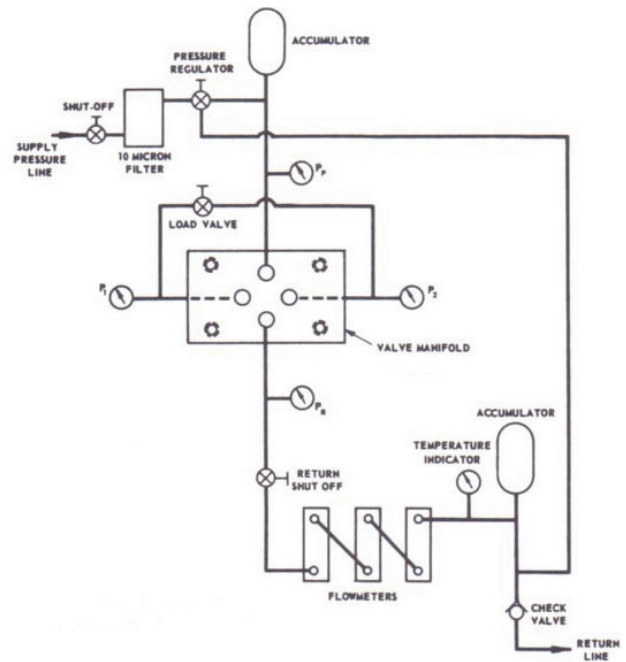 ACCUMULATOR
PRESSURE
REGULATOR
SHUT-OFF
SUPPLY
PRESSURE
LINE
10 MICRON
FILTER
PP
LOAD VALVE
P1
P2
VALVE MANIFOLD
PR
ACCUMULATOR
TEMPERATURE
INDICATOR
RETURN
SHUT OFF
FLOWMETERS
CHECK
VALVE
RETURN
LINE